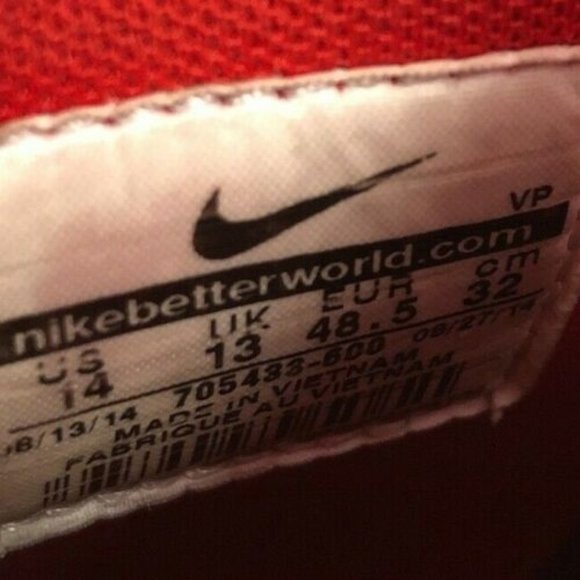 VP
nikebetterworld.com
US UK EUR cm
14 13 48.5 32
08/13/14 705433-600 08/27/14
MADE IN VIETNAM
FABRIQUE AU VIETNAM